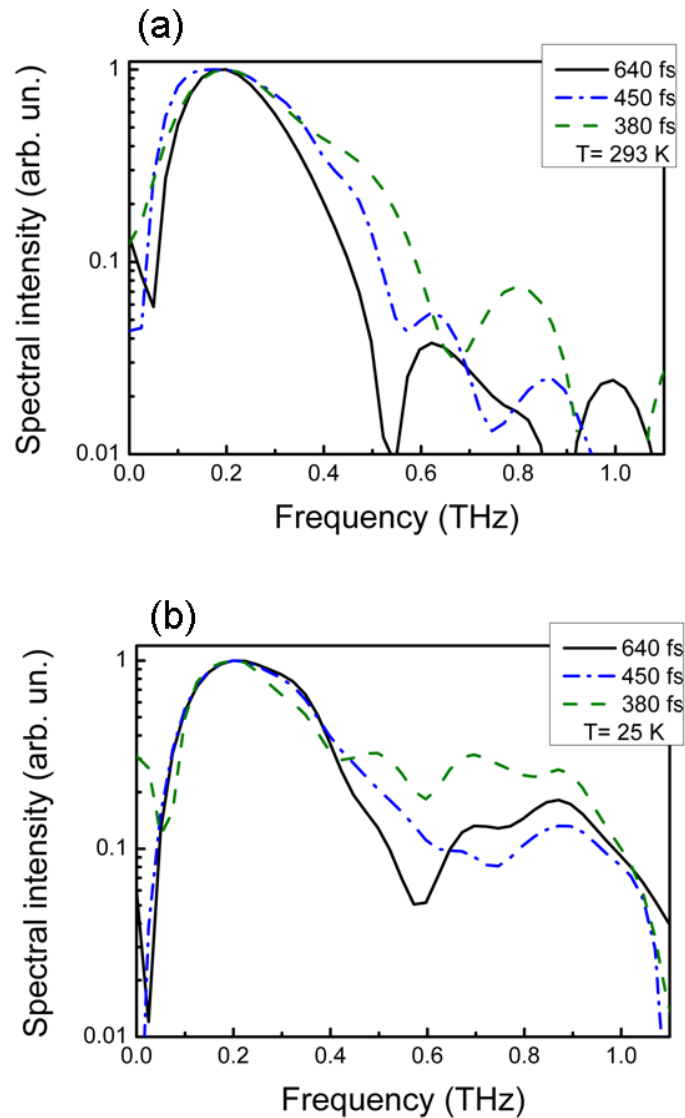 (a)
1
0.1
0.01
Spectral intensity (arb. un.)
640 fs
450 fs
380 fs
T= 293 K
0.0 0.2 0.4 0.6 0.8 1.0
Frequency (THz)
(b)
1
0.1
0.01
Spectral intensity (arb. un.)
640 fs
450 fs
380 fs
T= 25 K
0.0 0.2 0.4 0.6 0.8 1.0
Frequency (THz)